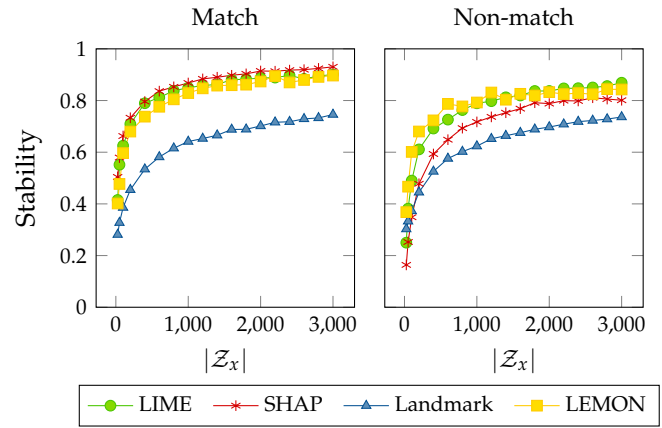 Match Non-match
Stability
1
0.8
0.6
0.4
0.2
0
0 1,000 2,000 3,000 0 1,000 2,000 3,000
|𝒵ₓ| |𝒵ₓ|
LIME SHAP Landmark LEMON